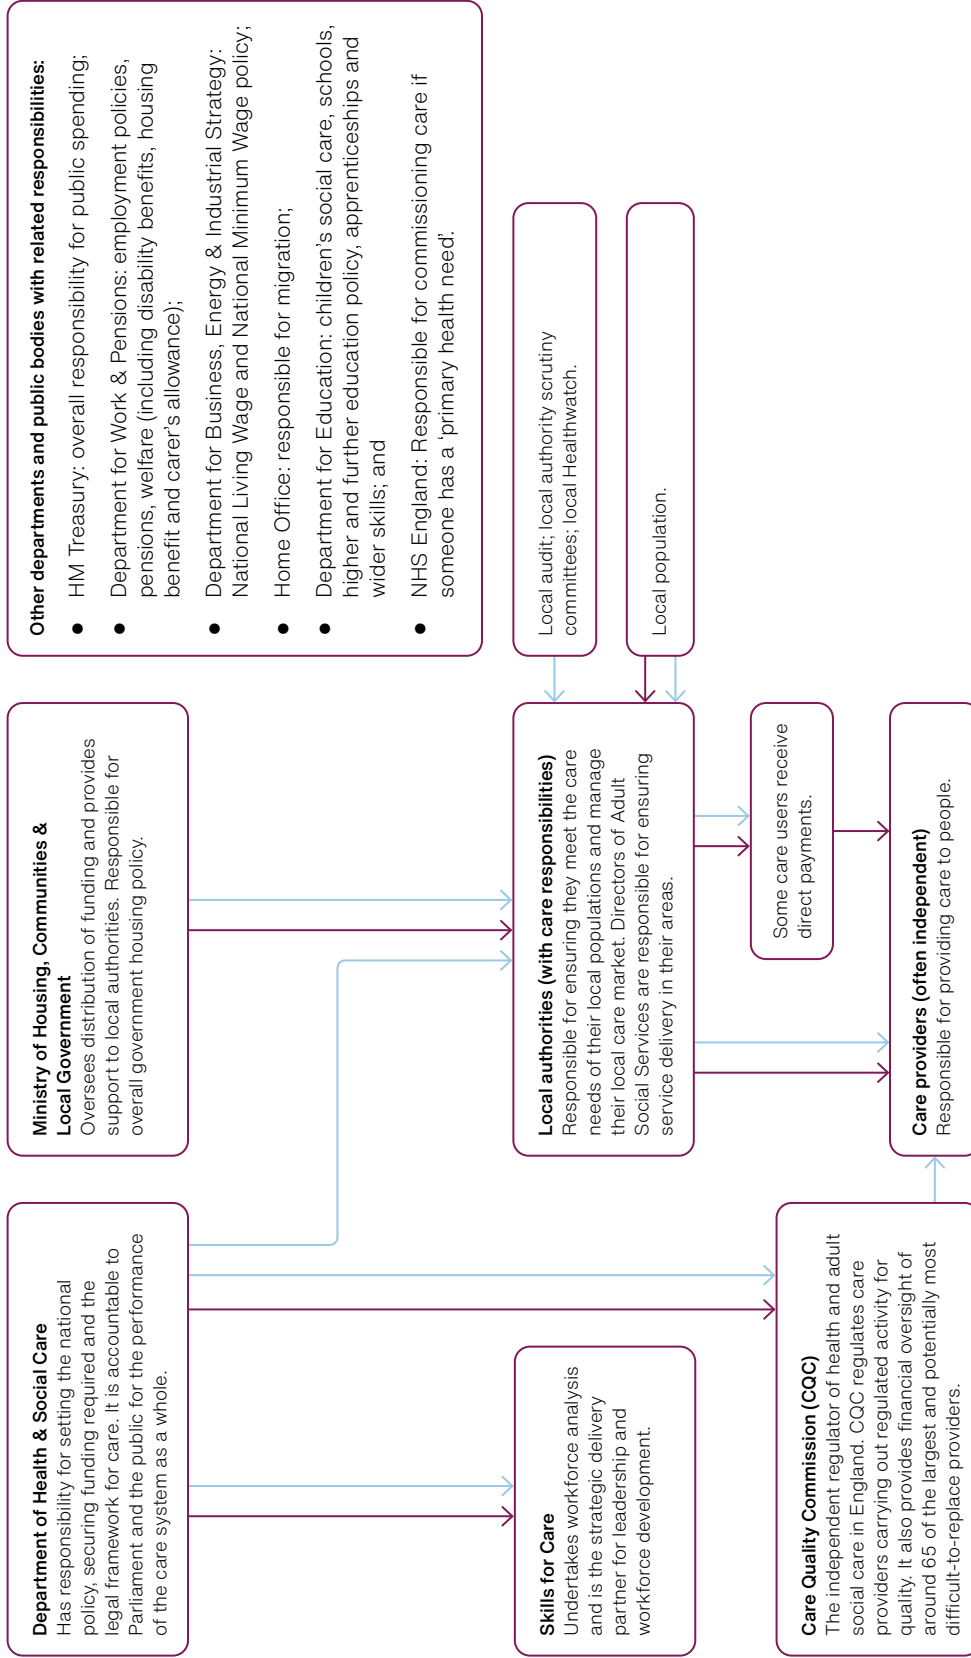 Department of Health & Social Care
Has responsibility for setting the national
policy, securing funding required and the
legal framework for care. It is accountable to
Parliament and the public for the performance
of the care system as a whole.
Ministry of Housing, Communities &
Local Government
Oversees distribution of funding and provides
support to local authorities. Responsible for
overall government housing policy.
Other departments and public bodies with related responsibilities:
● HM Treasury: overall responsibility for public spending;
● Department for Work & Pensions: employment policies,
pensions, welfare (including disability benefits, housing
benefit and carer's allowance);
● Department for Business, Energy & Industrial Strategy:
National Living Wage and National Minimum Wage policy;
● Home Office: responsible for migration;
● Department for Education: children's social care, schools,
higher and further education policy, apprenticeships and
wider skills; and
● NHS England: Responsible for commissioning care if
someone has a ‘primary health need’.
Skills for Care
Undertakes workforce analysis
and is the strategic delivery
partner for leadership and
workforce development.
Local authorities (with care responsibilities)
Responsible for ensuring they meet the care
needs of their local populations and manage
their local care market. Directors of Adult
Social Services are responsible for ensuring
service delivery in their areas.
Local audit; local authority scrutiny
committees; local Healthwatch.
Local population.
Some care users receive
direct payments.
Care Quality Commission (CQC)
The independent regulator of health and adult
social care in England. CQC regulates care
providers carrying out regulated activity for
quality. It also provides financial oversight of
around 65 of the largest and potentially most
difficult-to-replace providers.
Care providers (often independent)
Responsible for providing care to people.